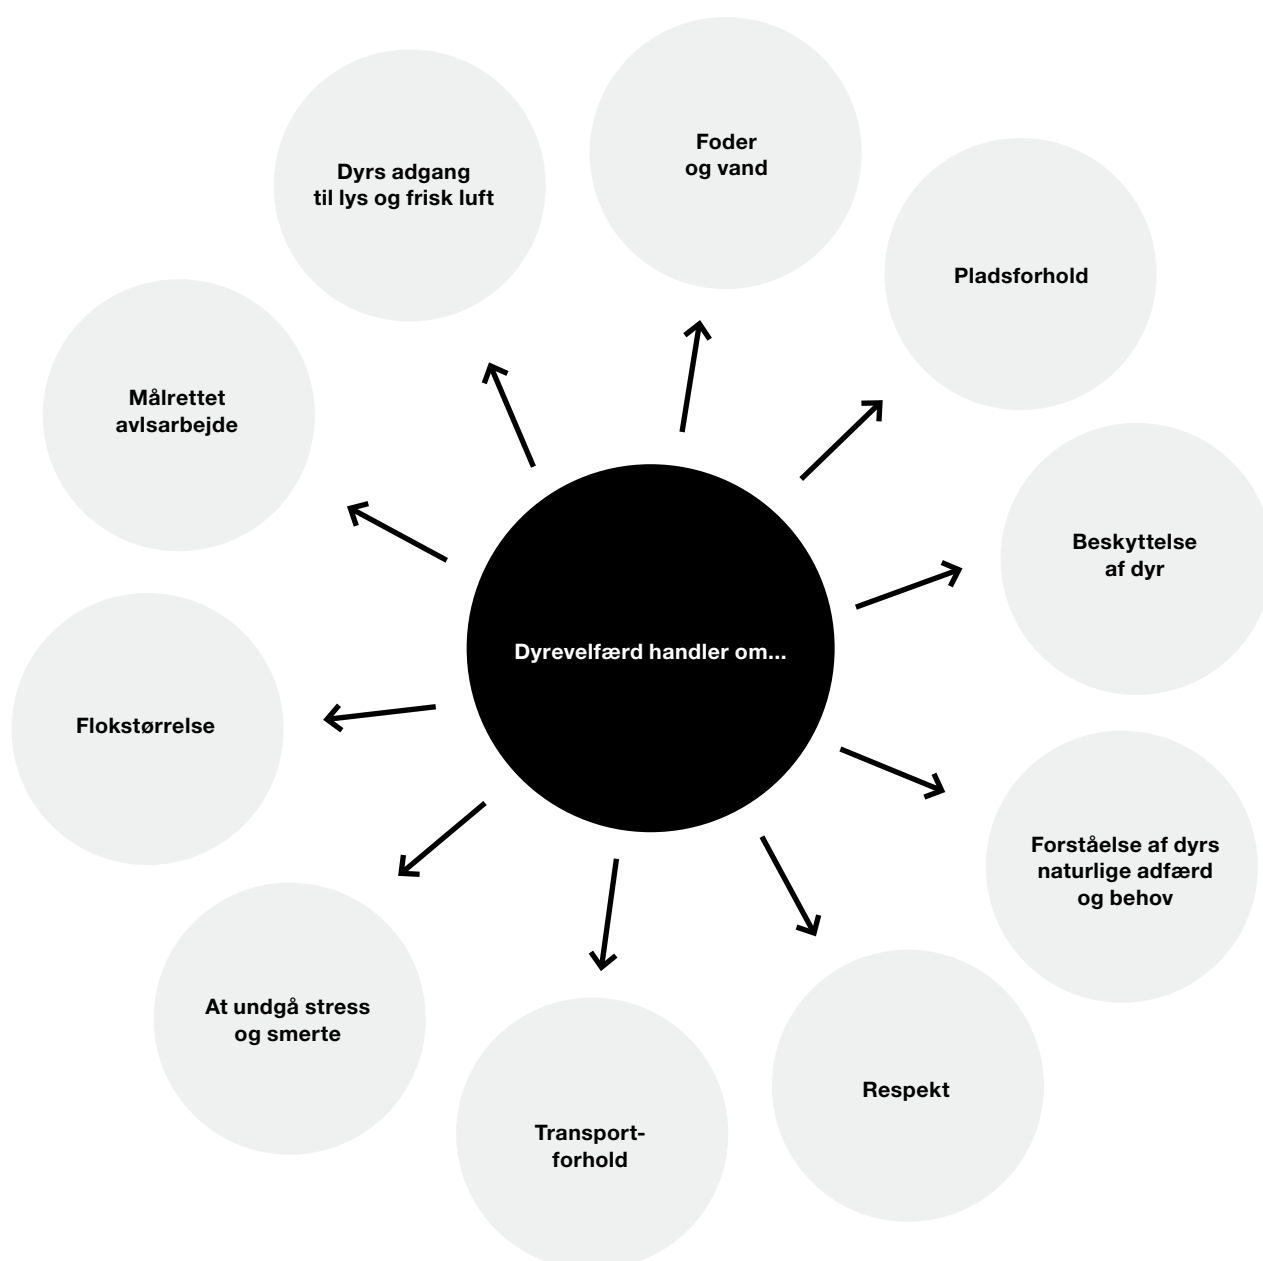 Foder
og vand
Dyrs adgang
til lys og frisk luft
Pladsforhold
Målrettet
avlsarbejde
Beskyttelse
af dyr
Dyrevelfærd handler om...
Flokstørrelse
Forståelse af dyrs
naturlige adfærd
og behov
At undgå stress
og smerte
Respekt
Transport-
forhold